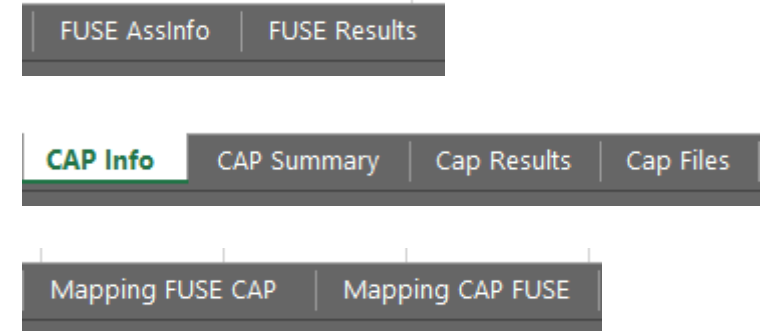 FUSE AssInfo FUSE Results
CAP Info CAP Summary Cap Results Cap Files
Mapping FUSE CAP Mapping CAP FUSE